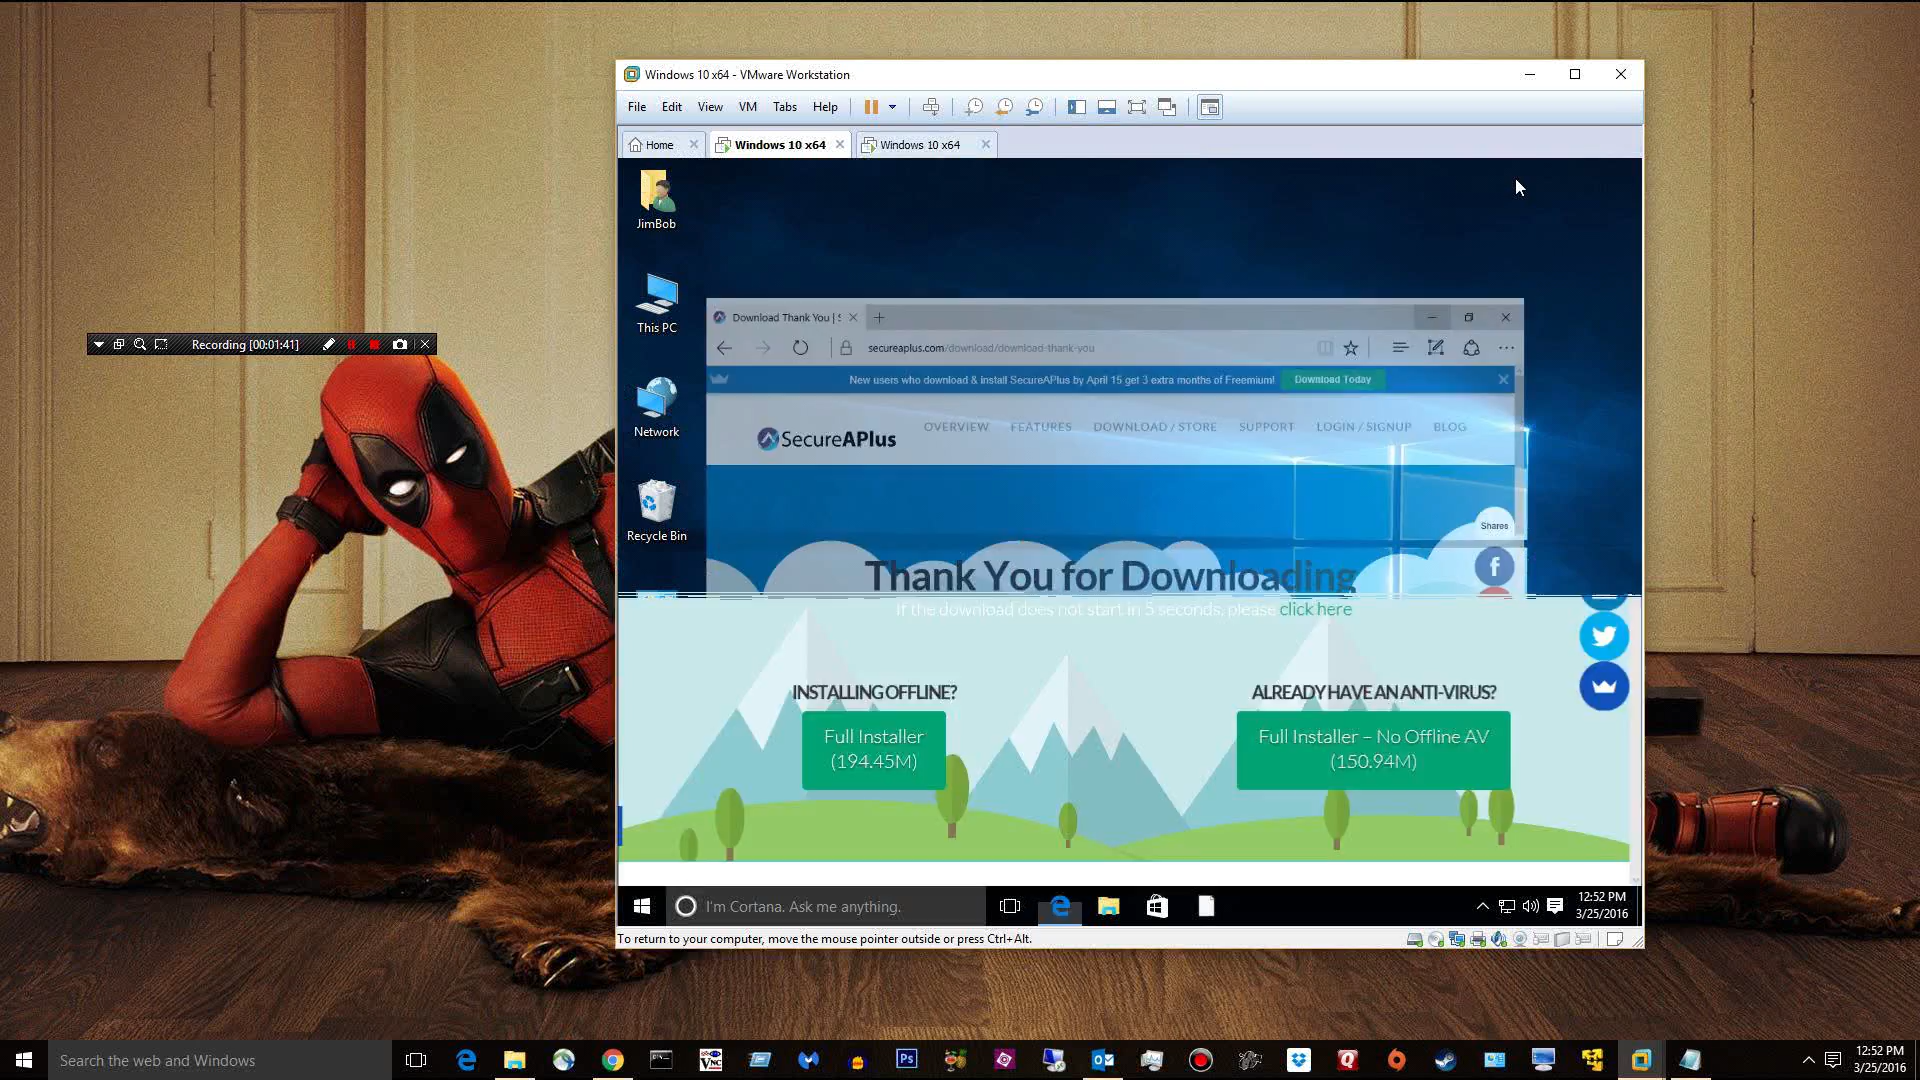 Windows 10 x64 - VMware Workstation
File Edit View VM Tabs Help
Home
Windows 10 x64
Windows 10 x64
JimBob
This PC
Network
Recycle Bin
Recording [00:01:41]
Download Thank You | S
secureaplus.com/download/download-thank-you
New users who download & install SecureAPlus by April 15 get 3 extra months of Freemium!
Download Today
SecureAPlus
OVERVIEW FEATURES DOWNLOAD / STORE SUPPORT LOGIN / SIGNUP BLOG
Shares
Thank You for Downloading
If the download does not start in 5 seconds, please click here
INSTALLING OFFLINE?
Full Installer
(194.45M)
ALREADY HAVE AN ANTI-VIRUS?
Full Installer – No Offline AV
(150.94M)
I'm Cortana. Ask me anything.
12:52 PM
3/25/2016
To return to your computer, move the mouse pointer outside or press Ctrl+Alt.
Search the web and Windows
VNC
Ps
12:52 PM
3/25/2016